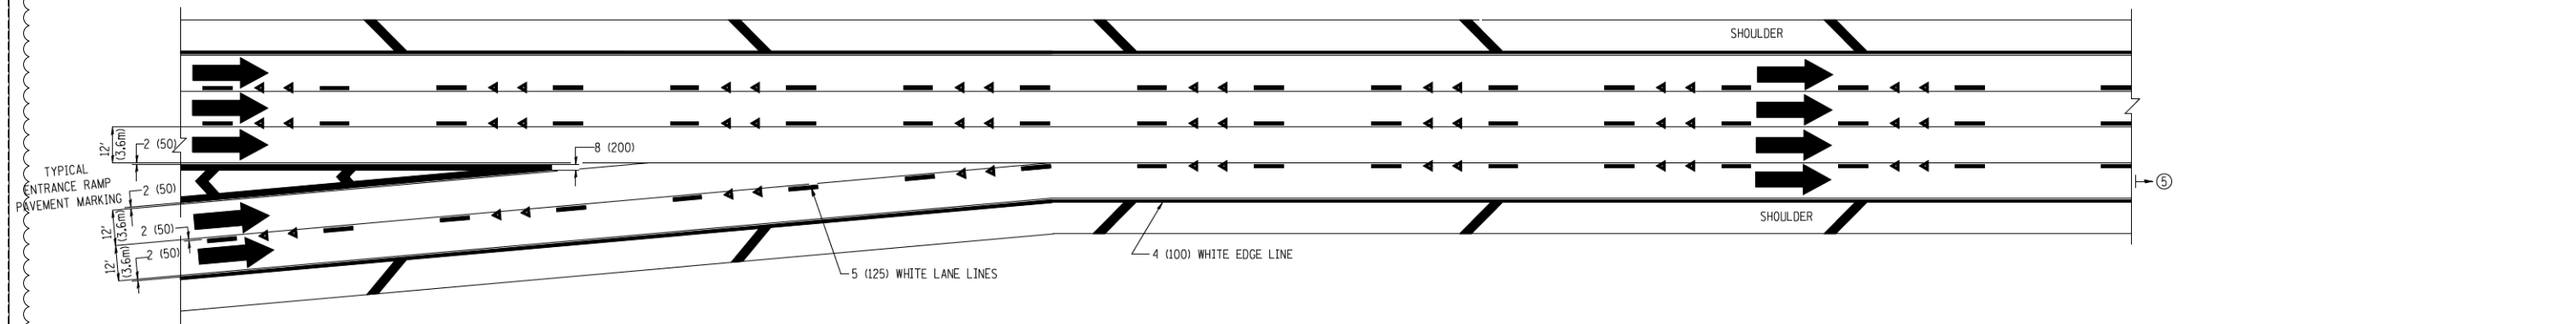 SHOULDER
12'
(3.6m)
2 (50)
8 (200)
TYPICAL
ENTRANCE RAMP
PAVEMENT MARKING
2 (50)
5
12'
(3.6m)
2 (50)
SHOULDER
12'
(3.6m)
2 (50)
4 (100) WHITE EDGE LINE
5 (125) WHITE LANE LINES